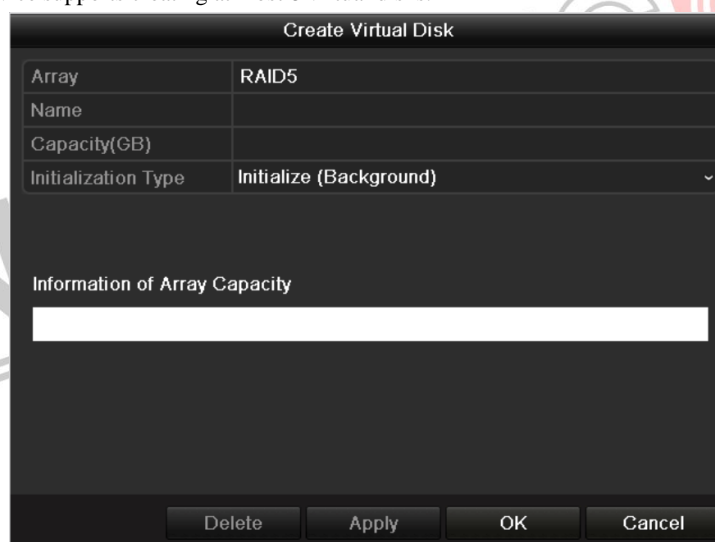 Create Virtual Disk
Array RAID5
Name
Capacity(GB)
Initialization Type Initialize (Background)
Information of Array Capacity
Delete Apply OK Cancel